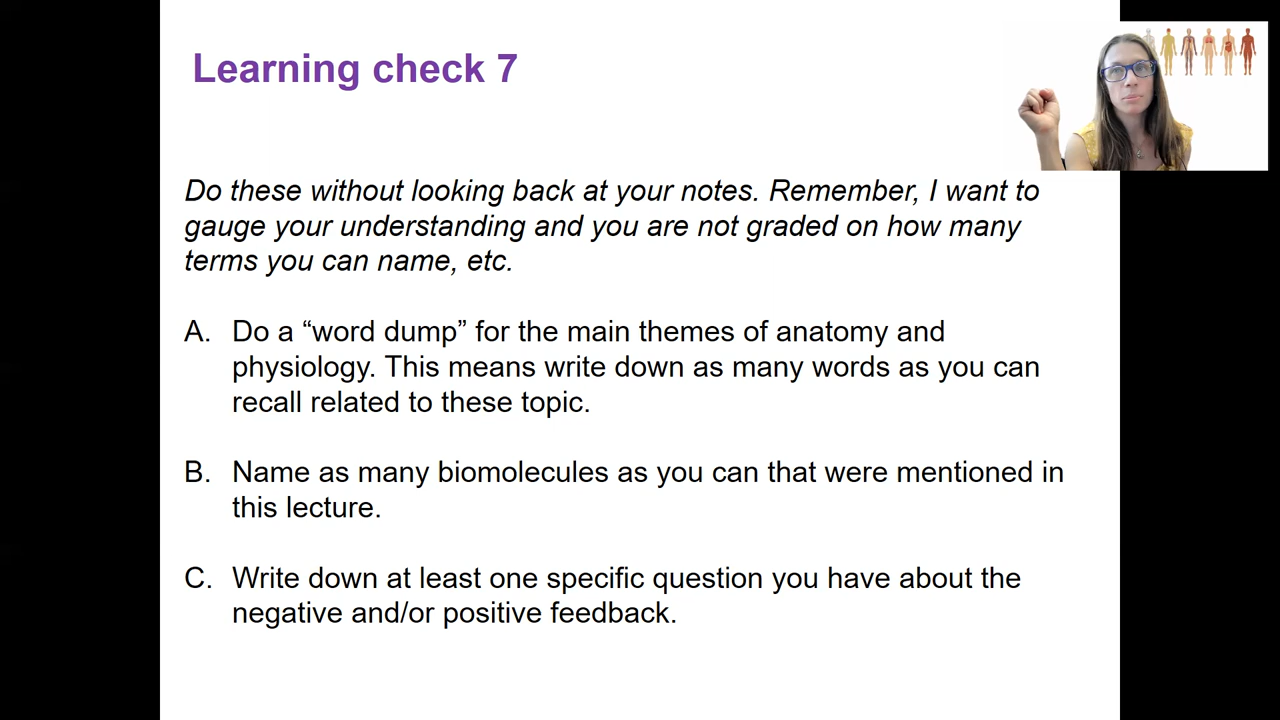 Learning check 7
Do these without looking back at your notes. Remember, I want to
gauge your understanding and you are not graded on how many
terms you can name, etc.
A. Do a “word dump” for the main themes of anatomy and
physiology. This means write down as many words as you can
recall related to these topic.
B. Name as many biomolecules as you can that were mentioned in
this lecture.
C. Write down at least one specific question you have about the
negative and/or positive feedback.